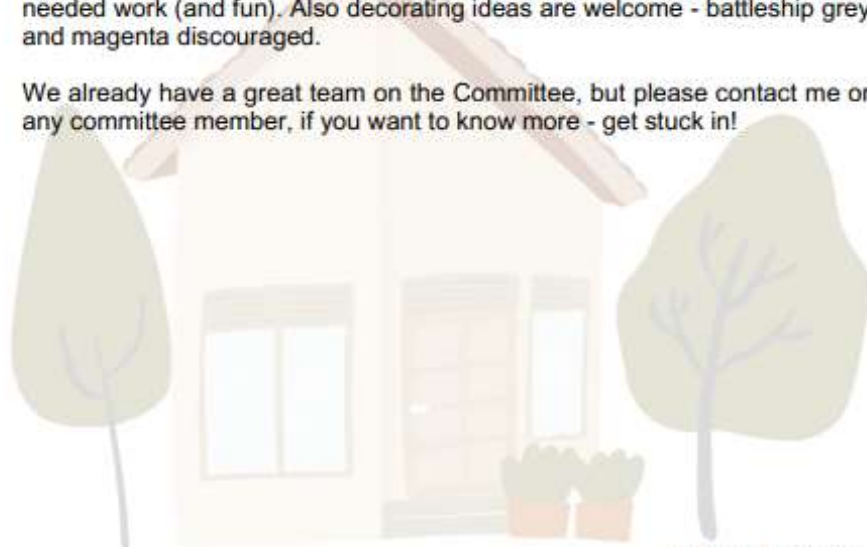 needed work (and fun). Also decorating ideas are welcome - battleship grey
and magenta discouraged.
We already have a great team on the Committee, but please contact me or
any committee member, if you want to know more - get stuck in!